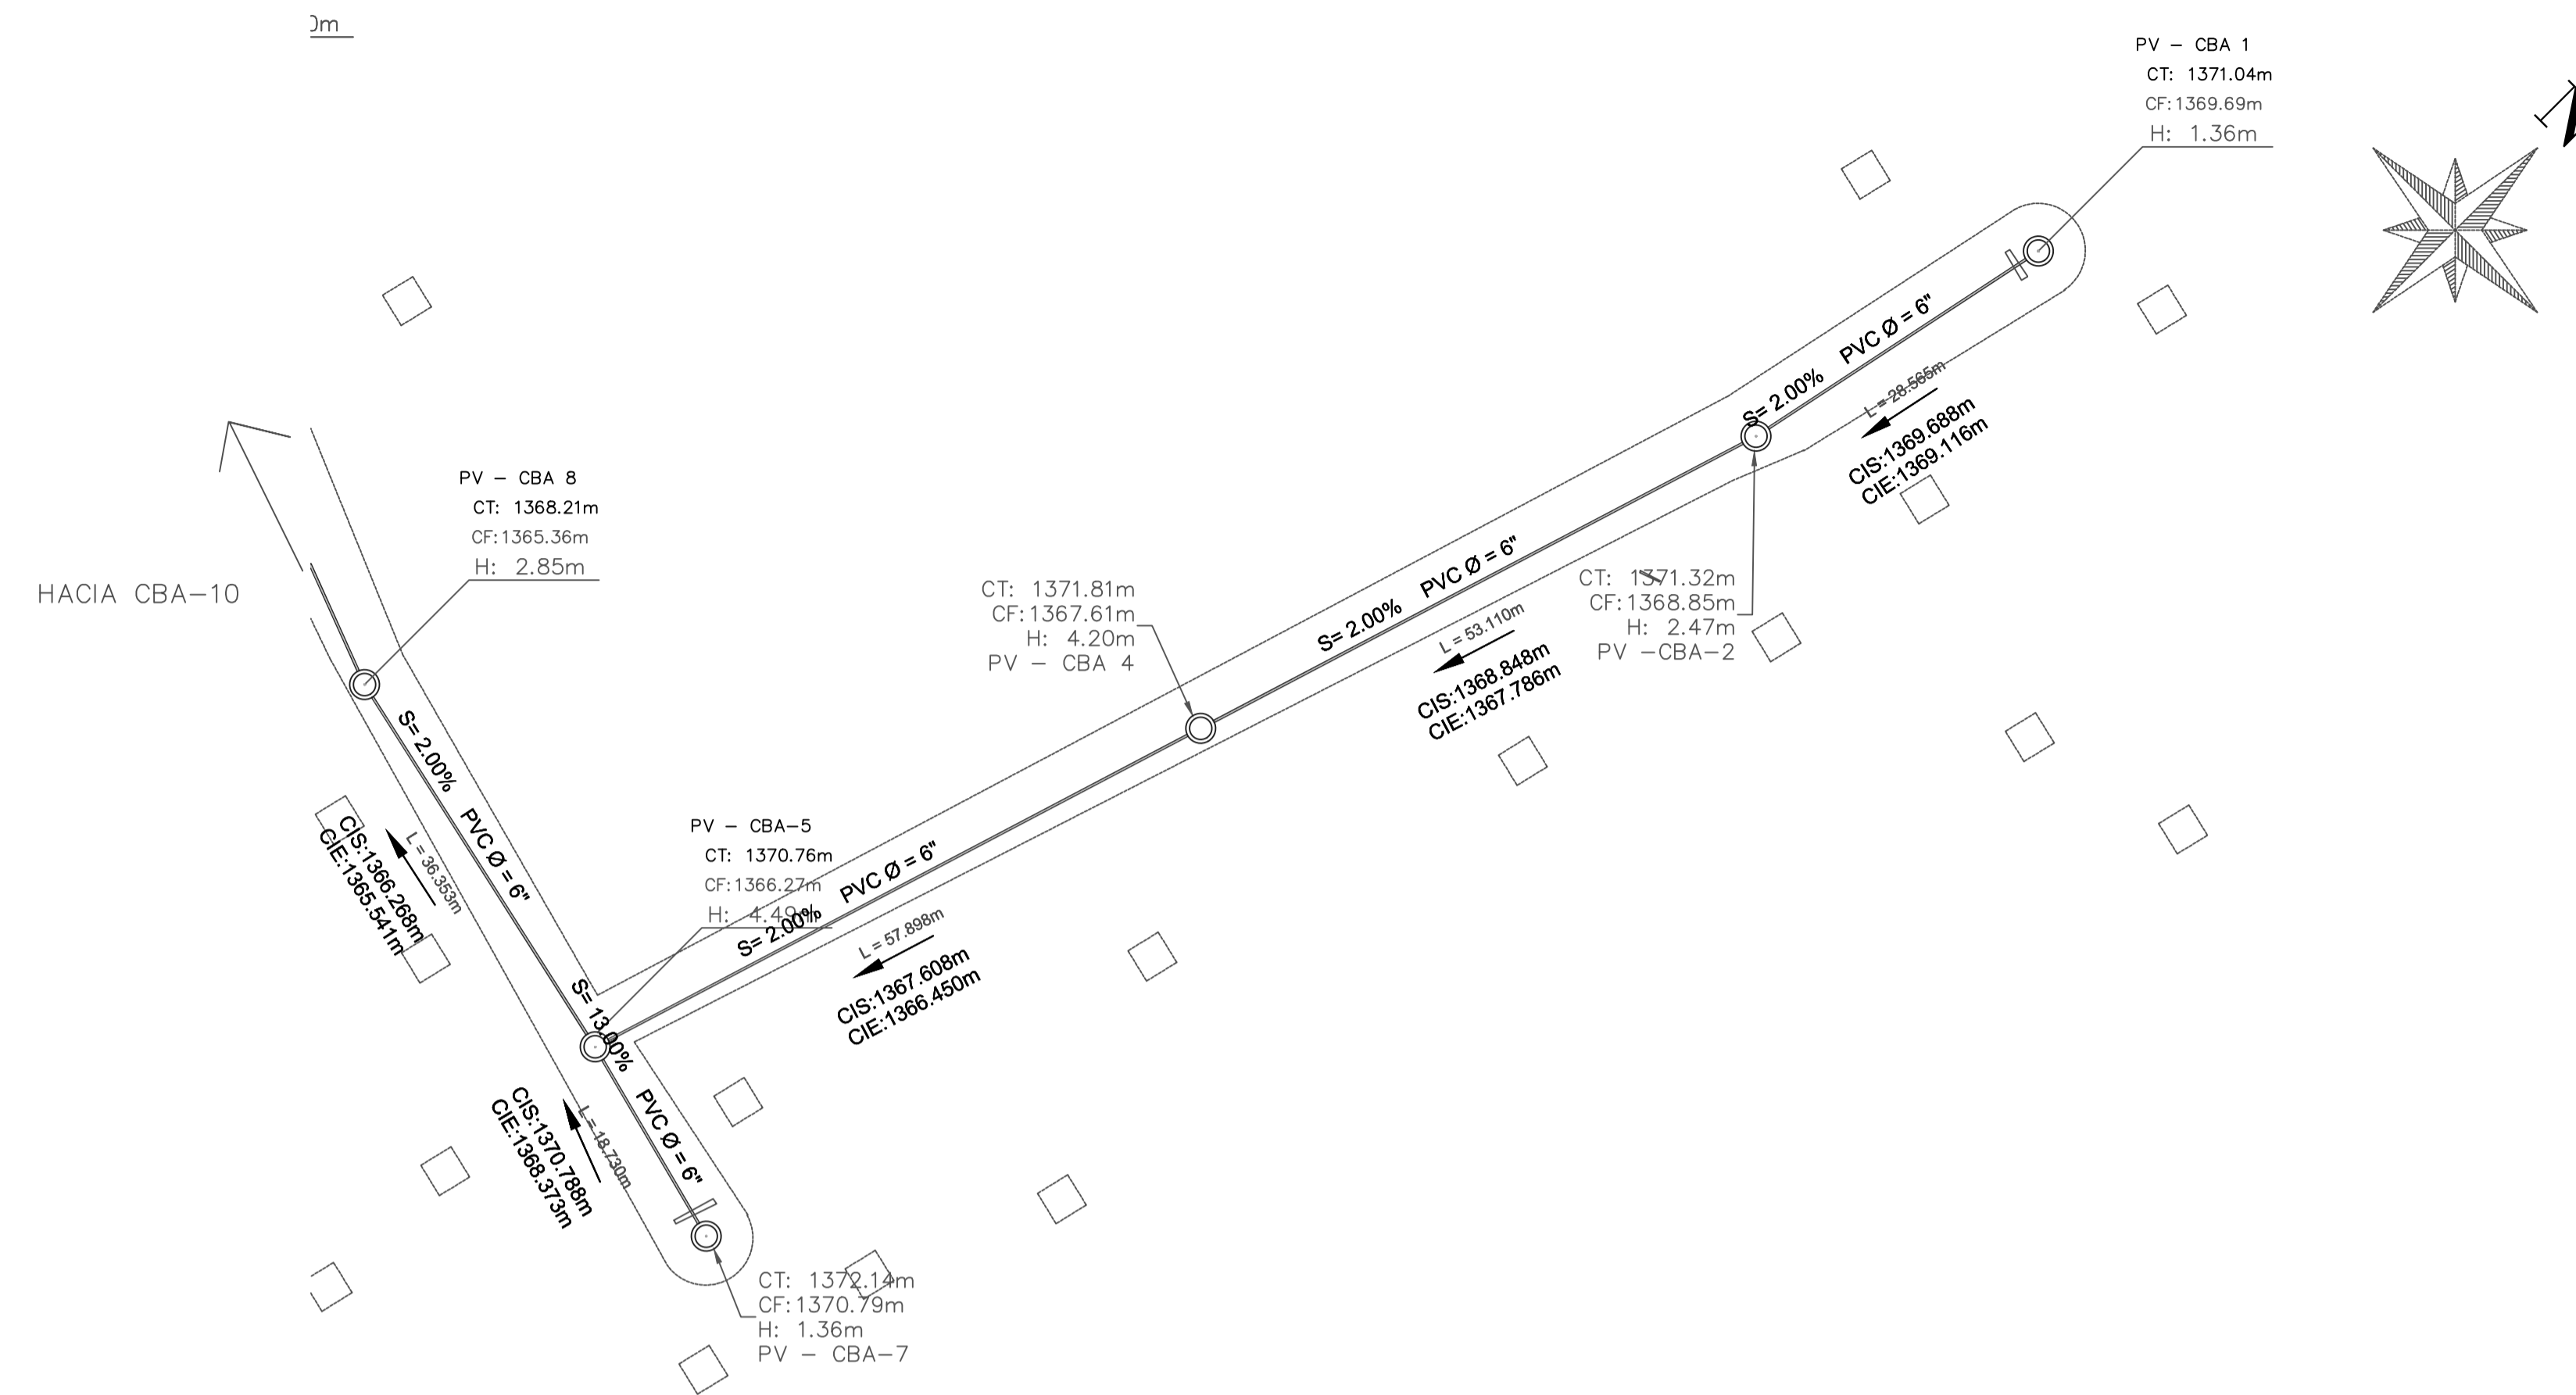 PV - CBA 1
CT: 1371.04m
CF:1369.69m
H: 1.36m
S= 2.00% PVC Ø = 6"
L = 28.565m
CIS:1369.688m
CIE:1369.116m
CT: 1371.32m
CF:1368.85m
H: 2.47m
PV -CBA-2
S= 2.00% PVC Ø = 6"
L = 53.110m
CIS:1368.848m
CIE:1367.786m
CT: 1371.81m
CF:1367.61m
H: 4.20m
PV - CBA 4
PV - CBA 8
CT: 1368.21m
CF:1365.36m
H: 2.85m
HACIA CBA-10
S= 2.00% PVC Ø = 6"
L = 36.353m
CIS:1366.268m
CIE:1365.541m
PV - CBA-5
CT: 1370.76m
CF:1366.27m
H: 4.49m
S= 2.00% PVC Ø = 6"
L = 57.898m
CIS:1367.608m
CIE:1366.450m
S= 13.00% PVC Ø = 6"
L = 18.730m
CIS:1370.788m
CIE:1368.373m
CT: 1372.14m
CF:1370.79m
H: 1.36m
PV - CBA-7